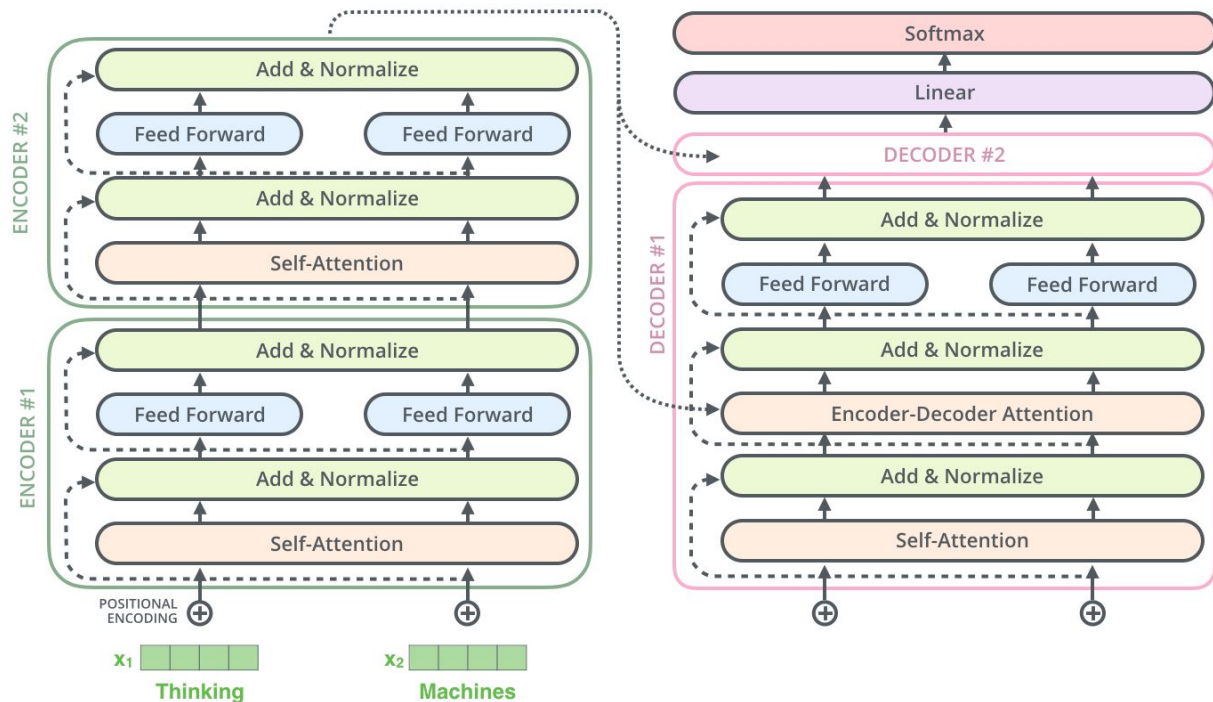 ENCODER #2
Add & Normalize
Feed Forward
Feed Forward
Add & Normalize
Self-Attention
ENCODER #1
Add & Normalize
Feed Forward
Feed Forward
Add & Normalize
Self-Attention
POSITIONAL
ENCODING
x1
x2
Thinking
Machines
Softmax
Linear
DECODER #2
DECODER #1
Add & Normalize
Feed Forward
Feed Forward
Add & Normalize
Encoder-Decoder Attention
Add & Normalize
Self-Attention